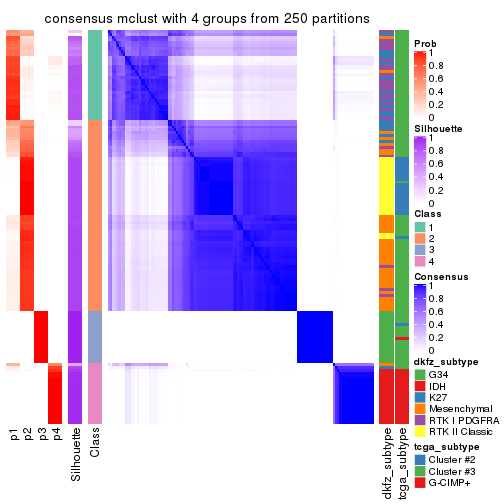 consensus mclust with 4 groups from 250 partitions
Prob
1
0.8
0.6
0.4
0.2
0
Silhouette
1
0.8
0.6
0.4
0.2
0
Class
1
2
3
4
Consensus
1
0.8
0.6
0.4
0.2
0
dkfz_subtype
G34
IDH
K27
Mesenchymal
RTK I PDGFRA
RTK II Classic
tcga_subtype
Cluster #2
Cluster #3
G-CIMP+
p1
p2
p3
p4
Silhouette
Class
dkfz_subtype
tcga_subtype